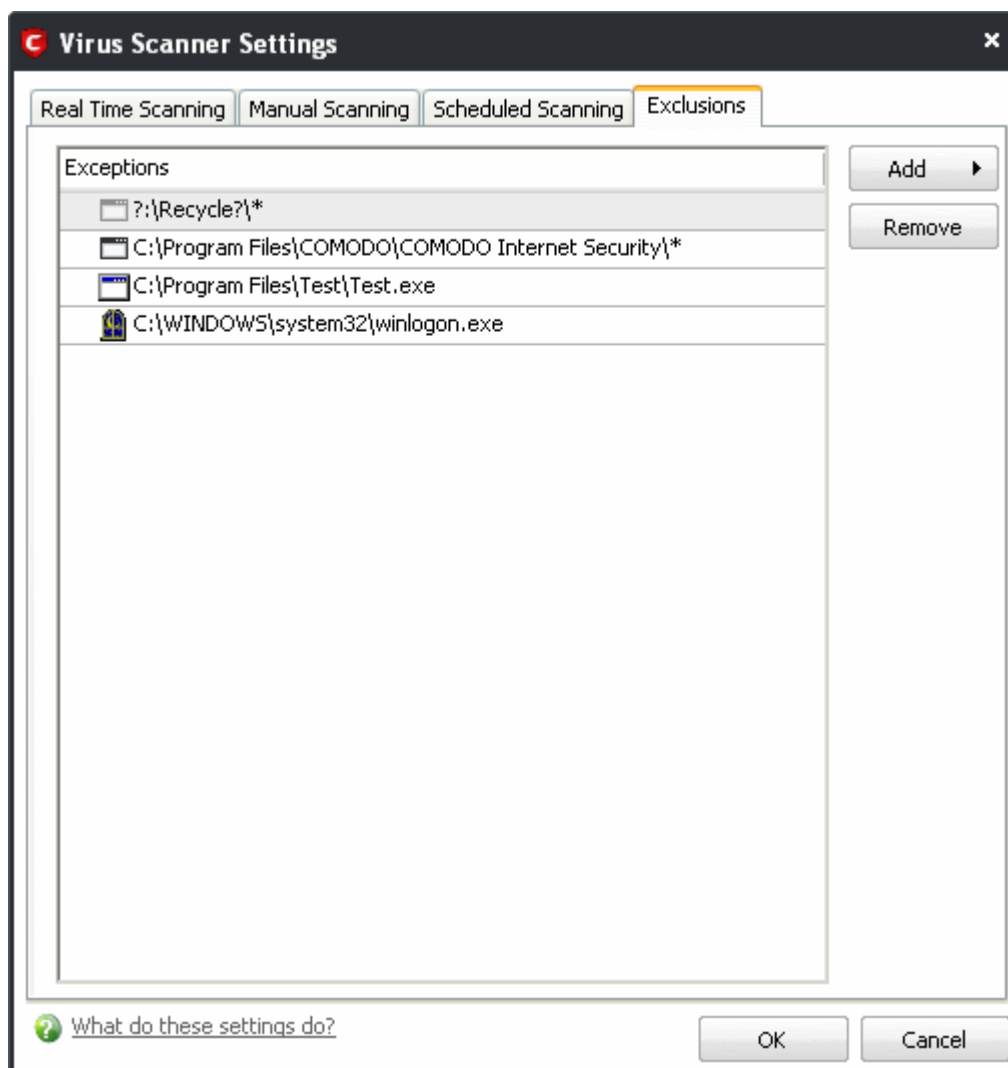 Virus Scanner Settings
Real Time Scanning
Manual Scanning
Scheduled Scanning
Exclusions
Exceptions
?:\Recycle?\*
C:\Program Files\COMODO\COMODO Internet Security\*
C:\Program Files\Test\Test.exe
C:\WINDOWS\system32\winlogon.exe
Add
Remove
What do these settings do?
OK
Cancel